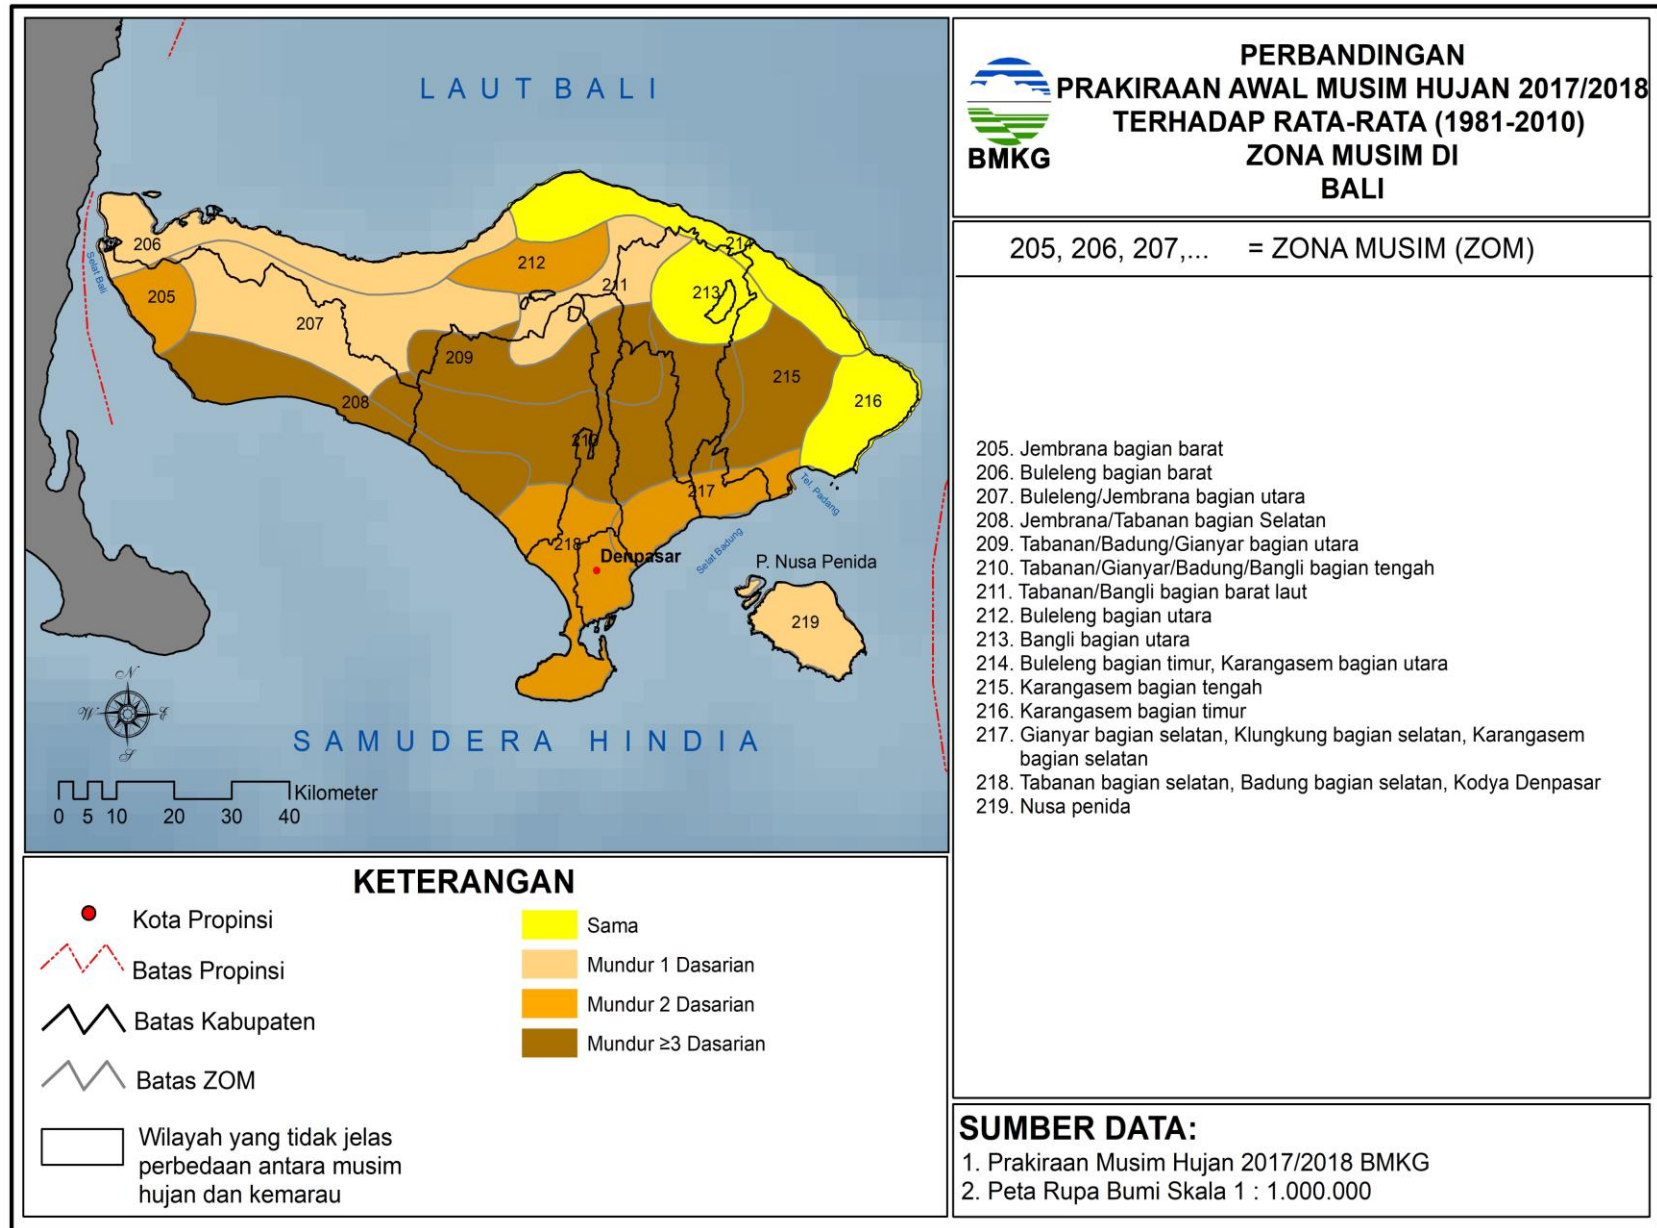 LAUT BALI
206
205
207
212
211
214
213
209
208
215
216
210
217
218
219
Selat Bali
Tel. Padang
Selat Badung
Denpasar
P. Nusa Penida
N
W
E
S
SAMUDERA HINDIA
Kilometer
0 5 10 20 30 40
BMKG
PERBANDINGAN
PRAKIRAAN AWAL MUSIM HUJAN 2017/2018
TERHADAP RATA-RATA (1981-2010)
ZONA MUSIM DI
BALI
205, 206, 207,... = ZONA MUSIM (ZOM)
205. Jembrana bagian barat
206. Buleleng bagian barat
207. Buleleng/Jembrana bagian utara
208. Jembrana/Tabanan bagian Selatan
209. Tabanan/Badung/Gianyar bagian utara
210. Tabanan/Gianyar/Badung/Bangli bagian tengah
211. Tabanan/Bangli bagian barat laut
212. Buleleng bagian utara
213. Bangli bagian utara
214. Buleleng bagian timur, Karangasem bagian utara
215. Karangasem bagian tengah
216. Karangasem bagian timur
217. Gianyar bagian selatan, Klungkung bagian selatan, Karangasem
bagian selatan
218. Tabanan bagian selatan, Badung bagian selatan, Kodya Denpasar
219. Nusa penida
KETERANGAN
Kota Propinsi
Batas Propinsi
Batas Kabupaten
Batas ZOM
Wilayah yang tidak jelas
perbedaan antara musim
hujan dan kemarau
Sama
Mundur 1 Dasarian
Mundur 2 Dasarian
Mundur ≥3 Dasarian
SUMBER DATA:
1. Prakiraan Musim Hujan 2017/2018 BMKG
2. Peta Rupa Bumi Skala 1 : 1.000.000